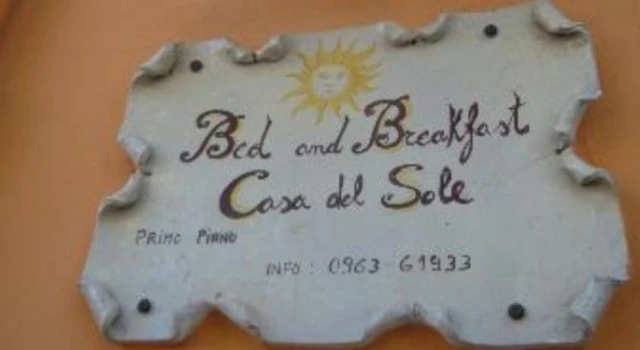 Bed and Breakfast
Casa del Sole
PRIMO PIANO
INFO : 0963 61933